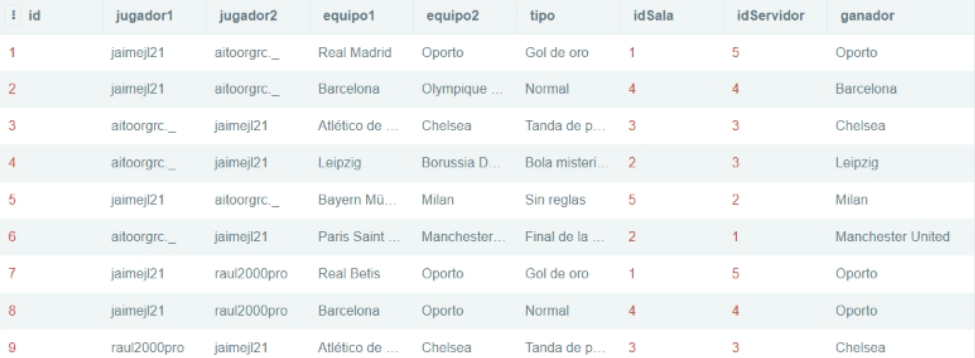 id jugador1 jugador2 equipo1 equipo2 tipo idSala idServidor ganador
1 jaimejl21 aitoorgrc._ Real Madrid Oporto Gol de oro 1 5 Oporto
2 jaimejl21 aitoorgrc._ Barcelona Olympique ... Normal 4 4 Barcelona
3 aitoorgrc._ jaimejl21 Atlético de ... Chelsea Tanda de p... 3 3 Chelsea
4 aitoorgrc._ jaimejl21 Leipzig Borussia D... Bola misteri... 2 3 Leipzig
5 jaimejl21 aitoorgrc._ Bayern Mü... Milan Sin reglas 5 2 Milan
6 aitoorgrc._ jaimejl21 Paris Saint ... Manchester... Final de la ... 2 1 Manchester United
7 jaimejl21 raul2000pro Real Betis Oporto Gol de oro 1 5 Oporto
8 jaimejl21 raul2000pro Barcelona Oporto Normal 4 4 Oporto
9 raul2000pro jaimejl21 Atlético de ... Chelsea Tanda de p... 3 3 Chelsea